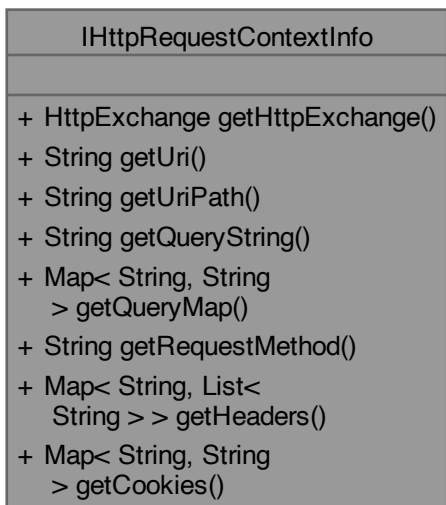 IHttpRequestContextInfo
+ HttpExchange getHttpExchange()
+ String getUri()
+ String getUriPath()
+ String getQueryString()
+ Map< String, String
> getQueryMap()
+ String getRequestMethod()
+ Map< String, List<
String > > getHeaders()
+ Map< String, String
> getCookies()